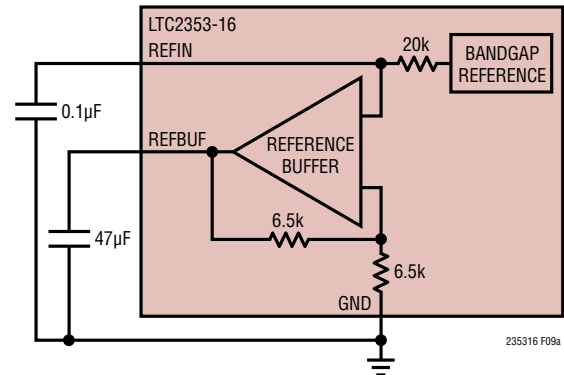 LTC2353-16
REFIN
20k
BANDGAP
REFERENCE
0.1µF
REFBUF
REFERENCE
BUFFER
6.5k
47µF
6.5k
GND
235316 F09a